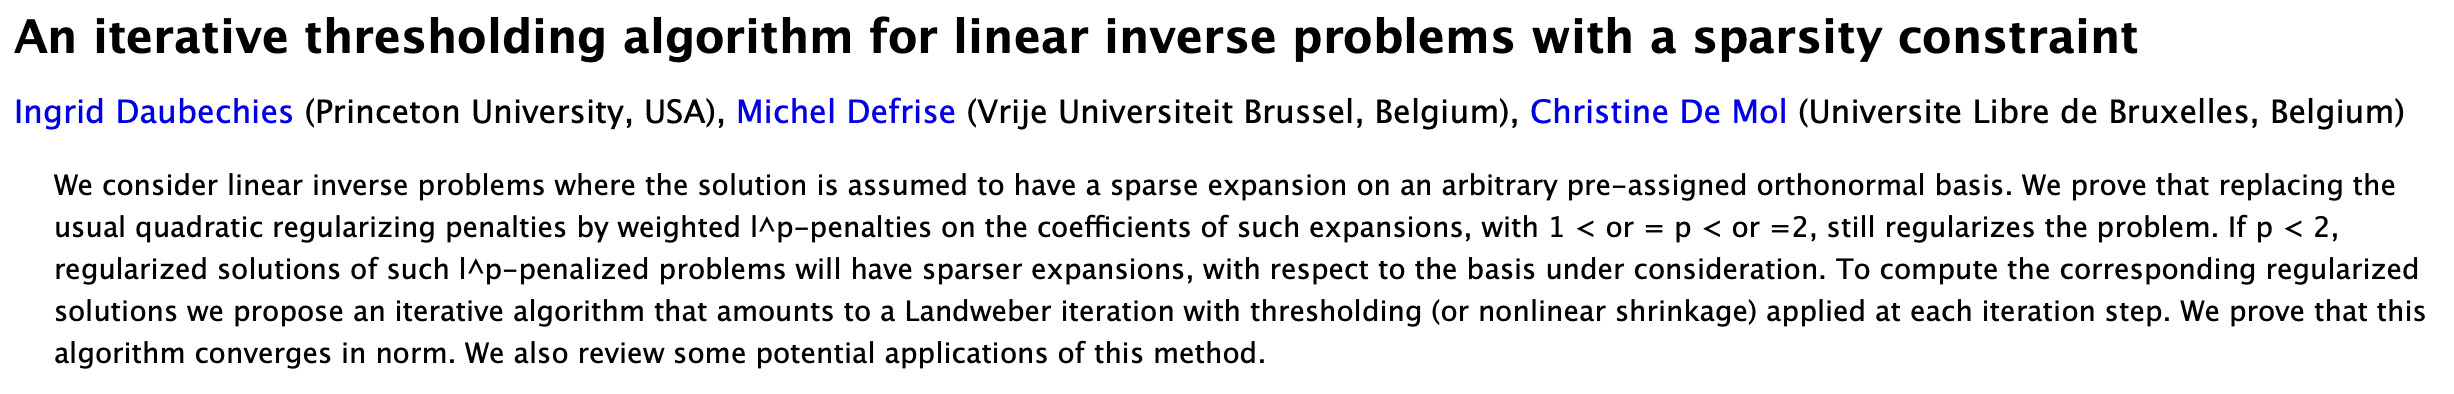 An iterative thresholding algorithm for linear inverse problems with a sparsity constraint
Ingrid Daubechies (Princeton University, USA), Michel Defrise (Vrije Universiteit Brussel, Belgium), Christine De Mol (Universite Libre de Bruxelles, Belgium)
We consider linear inverse problems where the solution is assumed to have a sparse expansion on an arbitrary pre-assigned orthonormal basis. We prove that replacing the
usual quadratic regularizing penalties by weighted l^p-penalties on the coefficients of such expansions, with 1 < or = p < or =2, still regularizes the problem. If p < 2,
regularized solutions of such l^p-penalized problems will have sparser expansions, with respect to the basis under consideration. To compute the corresponding regularized
solutions we propose an iterative algorithm that amounts to a Landweber iteration with thresholding (or nonlinear shrinkage) applied at each iteration step. We prove that this
algorithm converges in norm. We also review some potential applications of this method.